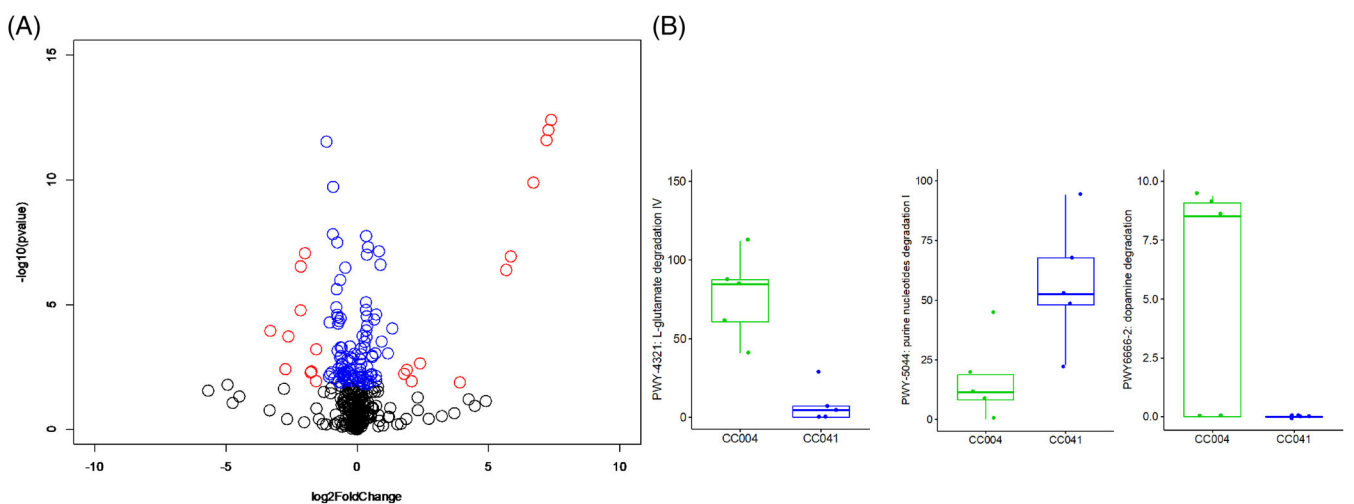 (A)
-log10(pvalue)
15
10
5
0
-10
-5
0
5
10
log2FoldChange
(B)
PWY-4321: L-glutamate degradation IV
150
100
50
0
CC004
CC041
PWY-5044: purine nucleotides degradation I
100
75
50
25
0
CC004
CC041
PWY6666-2: dopamine degradation
10.0
7.5
5.0
2.5
0.0
CC004
CC041